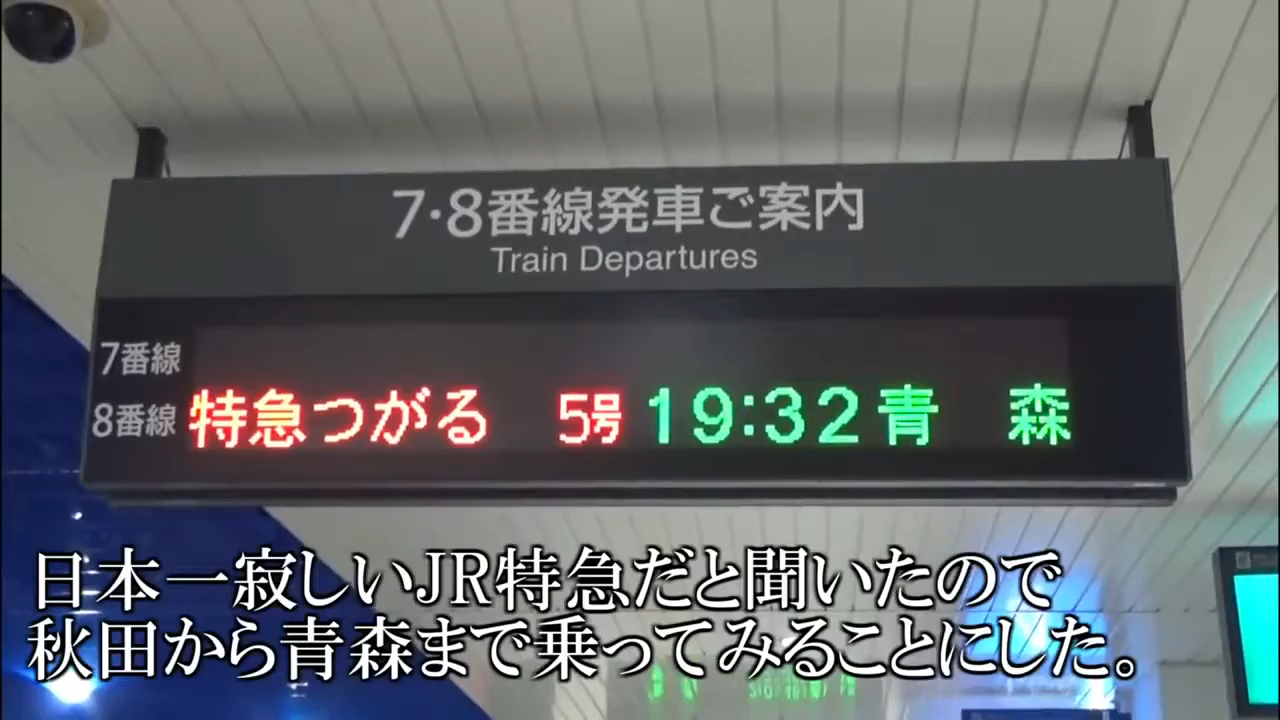 7・8番線発車ご案内
Train Departures
7番線
8番線 特急つがる 5号 19:32 青 森
日本一寂しいJR特急だと聞いたので
秋田から青森まで乗ってみることにした。